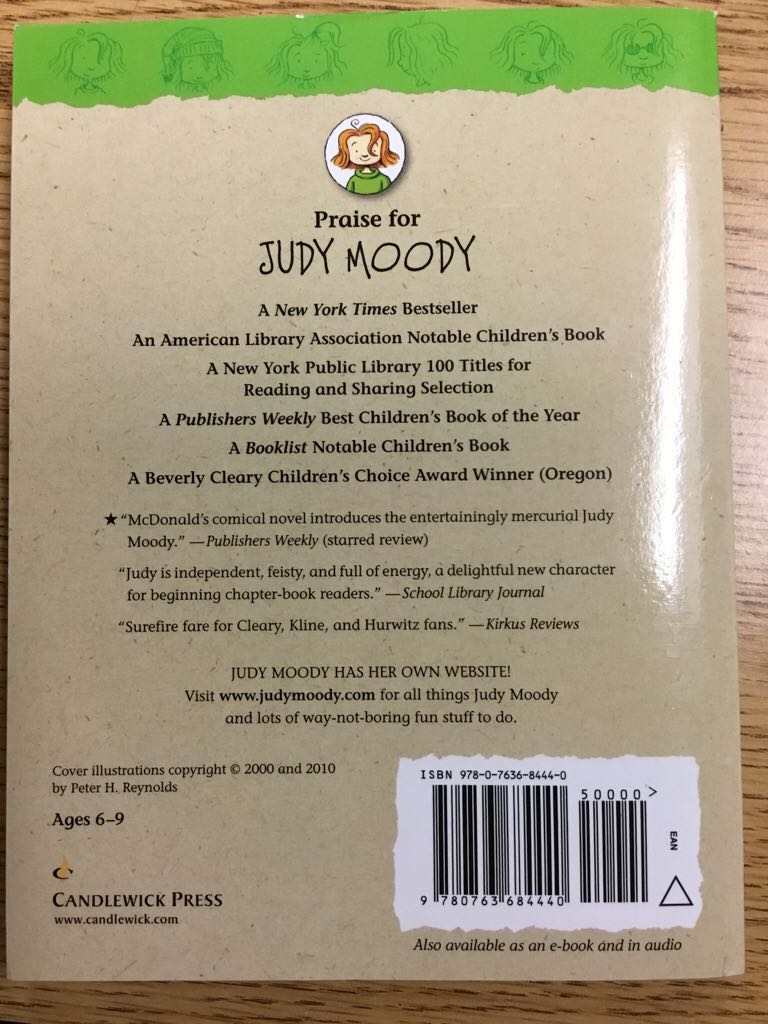 Praise for
JUDY MOODY
A New York Times Bestseller
An American Library Association Notable Children's Book
A New York Public Library 100 Titles for
Reading and Sharing Selection
A Publishers Weekly Best Children's Book of the Year
A Booklist Notable Children's Book
A Beverly Cleary Children's Choice Award Winner (Oregon)
★ “McDonald's comical novel introduces the entertainingly mercurial Judy
Moody.” —Publishers Weekly (starred review)
“Judy is independent, feisty, and full of energy, a delightful new character
for beginning chapter-book readers.” —School Library Journal
“Surefire fare for Cleary, Kline, and Hurwitz fans.” —Kirkus Reviews
JUDY MOODY HAS HER OWN WEBSITE!
Visit www.judymoody.com for all things Judy Moody
and lots of way-not-boring fun stuff to do.
Cover illustrations copyright © 2000 and 2010
by Peter H. Reynolds
Ages 6–9
CANDLEWICK PRESS
www.candlewick.com
ISBN 978-0-7636-8444-0
50000>
EAN
9 780763 684440
Also available as an e-book and in audio